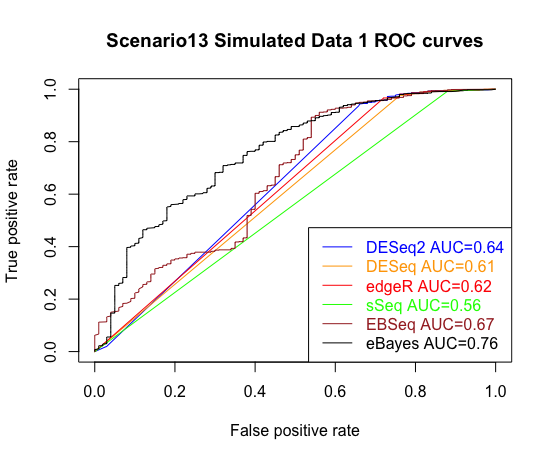 Scenario13 Simulated Data 1 ROC curves
True positive rate
1.0
0.8
0.6
0.4
0.2
0.0
DESeq2 AUC=0.64
DESeq AUC=0.61
edgeR AUC=0.62
sSeq AUC=0.56
EBSeq AUC=0.67
eBayes AUC=0.76
0.0 0.2 0.4 0.6 0.8 1.0
False positive rate